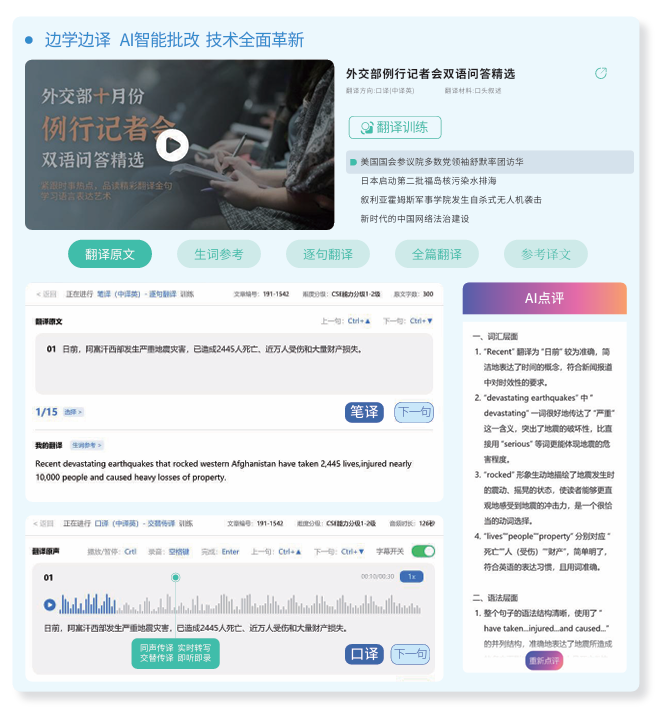 边学边译 AI智能批改 技术全面革新
外交部十月份
例行记者会
双语问答精选
紧跟时事热点，品读精彩翻译金句
学习语言表达艺术
外交部例行记者会双语问答精选
翻译方向:口译(中译英) 翻译材料:口头叙述
翻译训练
美国国会参议院多数党领袖舒默率团访华
日本启动第二批福岛核污染水排海
叙利亚霍姆斯军事学院发生自杀式无人机袭击
新时代的中国网络法治建设
翻译原文 生词参考 逐句翻译 全篇翻译 参考译文
< 返回 正在进行 笔译（中译英）- 逐句翻译 训练 文章编号: 191-1542 难度分级: CSE越力分级1-2级 原文字数: 300
翻译原文 上一句: Ctrl+▲ 下一句: Ctrl+▼
01 日前，阿富汗西部发生严重地震灾害，已造成2445人死亡、近万人受伤和大量财产损失。
1/15 选择 > 笔译 下一句
我的翻译 生词参考 >
Recent devastating earthquakes that rocked western Afghanistan have taken 2,445 lives,injured nearly
10,000 people and caused heavy losses of property.
< 返回 正在进行 口译（中译英）- 交替传译 训练 文章编号: 191-1542 难度分级: CSE越力分级1-2级 音频时长: 126秒
翻译原声 播放/暂停: Crtl 录音: 空格键 完成: Enter 上一句: Ctrl+▲ 下一句: Ctrl+▼ 字幕开关
01 00:10/00:30 1x
日前，阿富汗西部发生严重地震灾害，已造成2445人死亡、近万人受伤和大量财产损失。
同声传译 实时转写
交替传译 即听即录
口译 下一句
AI点评
一、词汇层面
1. "Recent" 翻译为 "日前" 较为准确，简
洁地表达了时间的概念，符合新闻报道
中对时效性的要求。
2. "devastating earthquakes" 中 "
devastating" 一词很好地传达了 "严重"
这一含义，突出了地震的破坏性，比直
接用 "serious" 等词更能体现地震的危
害程度。
3. "rocked" 形象生动地描绘了地震发生时
的震动、摇晃的状态，使读者能够更直
观地感受到地震的冲击力，是一个很恰
当的动词选择。
4. "lives""people""property" 分别对应 "
死亡""人（受伤）""财产"，简单明了，
符合英语的表达习惯，且用词准确。
二、语法层面
1. 整个句子的语法结构清晰，使用了 "
have taken...injured...and caused..."
的并列结构，准确地表达了地震所造成
重新点评